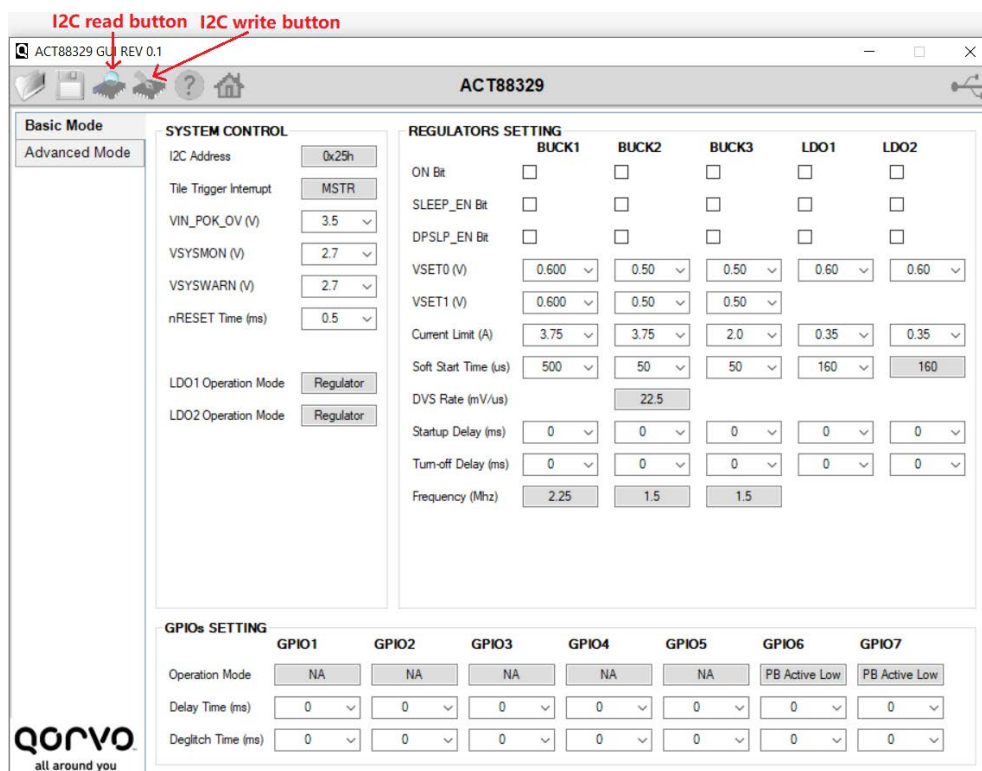 I2C read button I2C write button
ACT88329 GUI REV 0.1
ACT88329
Basic Mode
Advanced Mode
SYSTEM CONTROL
I2C Address 0x25h
Tile Trigger Interrupt MSTR
VIN_POK_OV (V) 3.5
VSYSMON (V) 2.7
VSYSWARN (V) 2.7
nRESET Time (ms) 0.5
LDO1 Operation Mode Regulator
LDO2 Operation Mode Regulator
REGULATORS SETTING
BUCK1 BUCK2 BUCK3 LDO1 LDO2
ON Bit
SLEEP_EN Bit
DPSLP_EN Bit
VSET0 (V) 0.600 0.50 0.50 0.60 0.60
VSET1 (V) 0.600 0.50 0.50
Current Limit (A) 3.75 3.75 2.0 0.35 0.35
Soft Start Time (us) 500 50 50 160 160
DVS Rate (mV/us) 22.5
Startup Delay (ms) 0 0 0 0 0
Turn-off Delay (ms) 0 0 0 0 0
Frequency (Mhz) 2.25 1.5 1.5
GPIOs SETTING
GPIO1 GPIO2 GPIO3 GPIO4 GPIO5 GPIO6 GPIO7
Operation Mode NA NA NA NA NA PB Active Low PB Active Low
Delay Time (ms) 0 0 0 0 0 0 0
Deglitch Time (ms) 0 0 0 0 0 0 0
QORVO
all around you